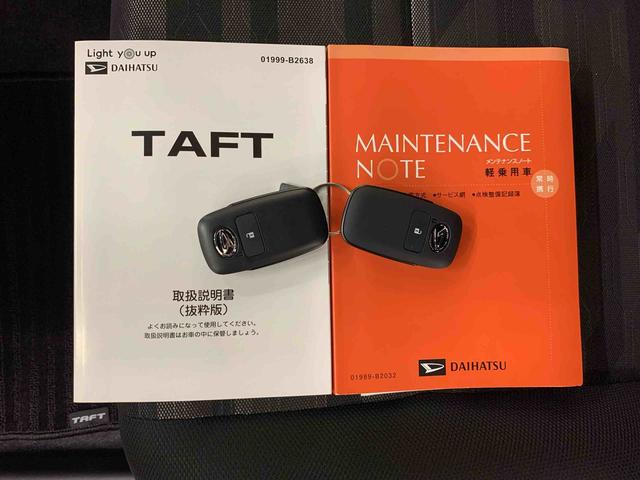 Light you up
DAIHATSU
01999-B2638
TAFT
取扱説明書
(抜粋版)
よくお読みになって使用してください。
取扱説明書はお車の中に保管しましょう。
MAINTENANCE
NOTE
メンテナンスノート
軽乗用車
常時
携行
方式 ●サービス網 ●点検整備記録簿
01989-B2032
DAIHATSU
TAFT